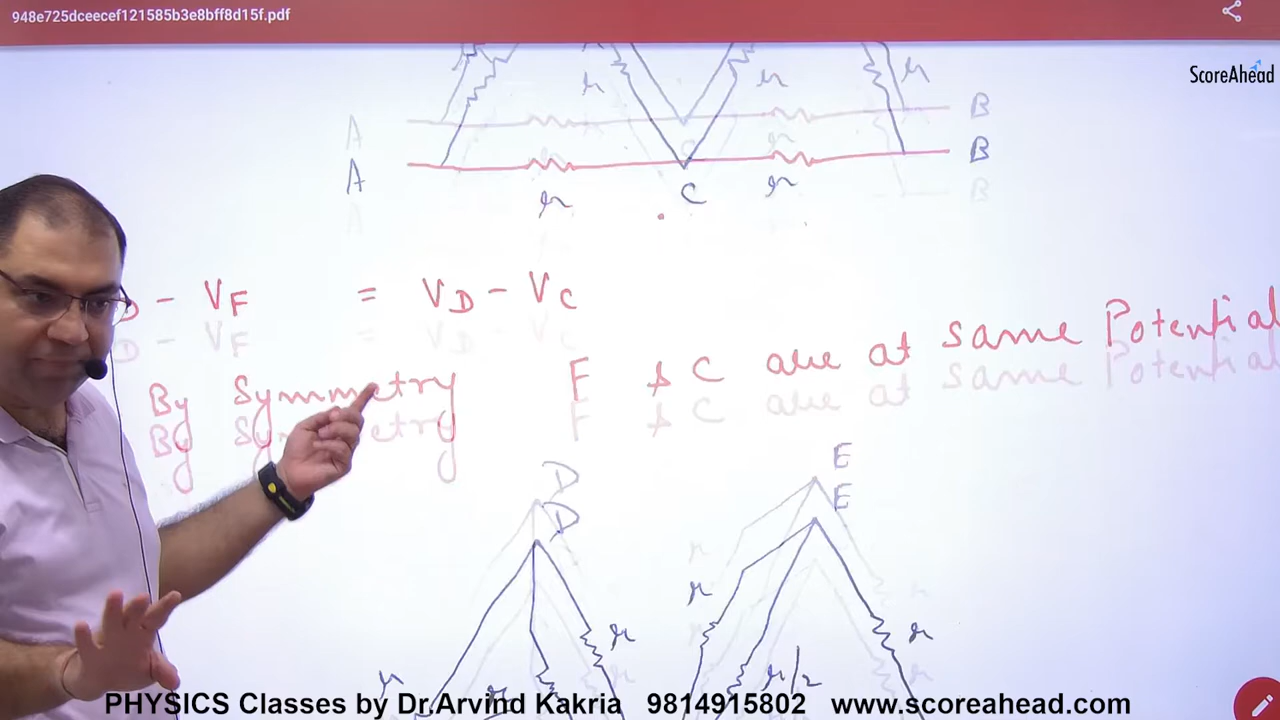 948e725dceecef121585b3e8bff8d15f.pdf
ScoreAhead
r r r
A B
A B
r C r
D - VF = VD - VC
By Symmetry F & C are at same Potential
D E
D E
r
r r
r r r/2
PHYSICS Classes by Dr.Arvind Kakria 9814915802 www.scoreahead.com